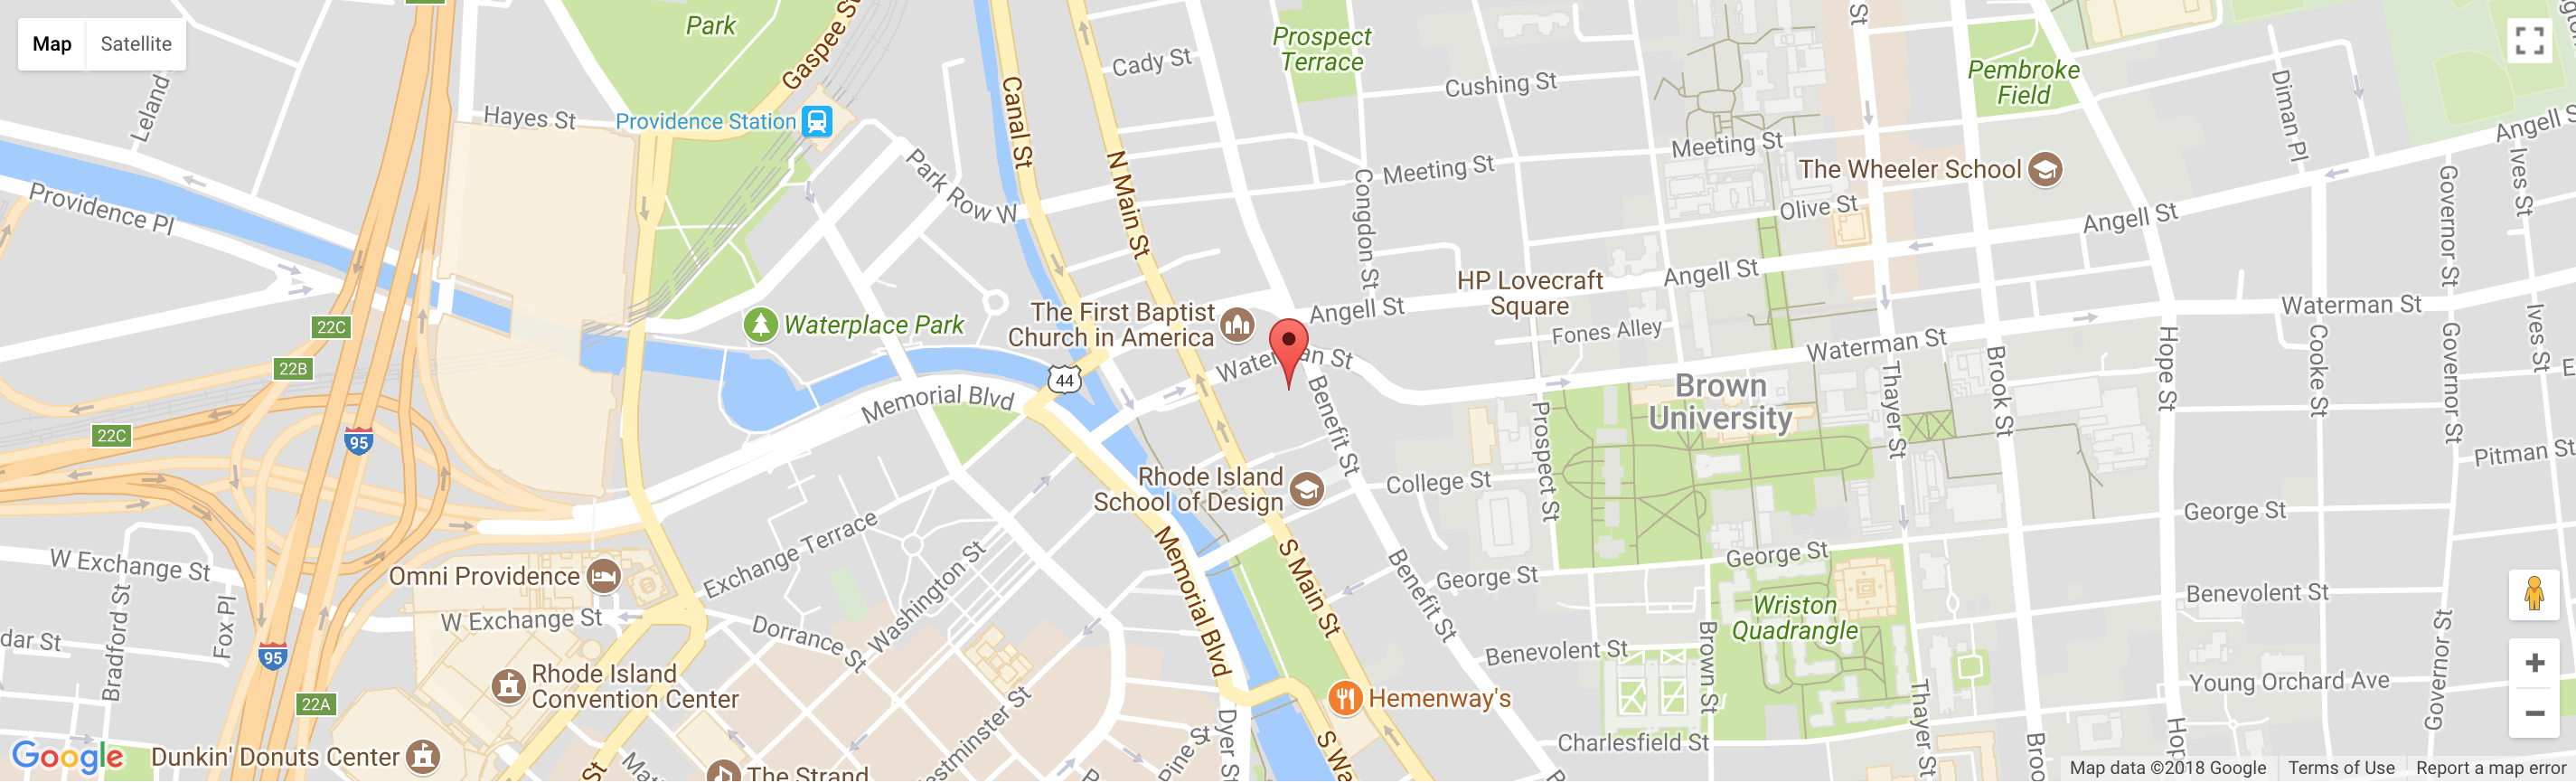 Map
Satellite
Park
Gaspee St
Canal St
Cady St
N Main St
Prospect
Terrace
Cushing St
St
Pembroke
Field
Diman Pl
Angell S
Ives St
Leland
Hayes St
Providence Station
Park Row W
Meeting St
Meeting St
The Wheeler School
Congdon St
Olive St
Angell St
Governor St
Providence Pl
HP Lovecraft
Square
Angell St
Angell St
Waterman St
22C
Waterplace Park
The First Baptist
Church in America
Fones Alley
Waterman St
Waterman St
Ives St
22B
44
Memorial Blvd
Benefit St
Brown
University
Thayer St
Brook St
Hope St
Cooke St
Governor St
E
22C
95
Rhode Island
School of Design
College St
Prospect St
Pitman St
George St
Exchange Terrace
Washington St
Memorial Blvd
S Main St
Benefit St
George St
George St
W Exchange St
Omni Providence
Bradford St
Fox Pl
W Exchange St
Dorrance St
Wriston
Quadrangle
Benevolent St
dar St
95
Benevolent St
Brown St
Governor St
Rhode Island
Convention Center
22A
Hemenway's
Young Orchard Ave
Thayer St
Westminster St
Dyer St
Pine St
S Wa
Charlesfield St
Hop
Broo
Google
Dunkin' Donuts Center
St
The Strand
Map data ©2018 Google
Terms of Use
Report a map error